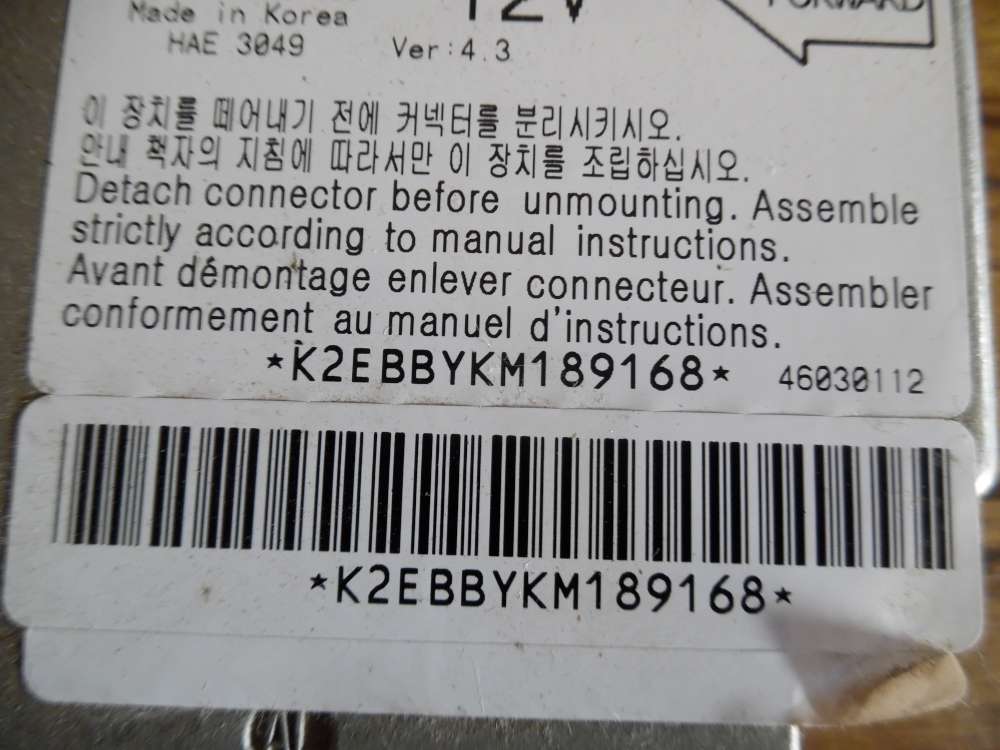 Made in Korea
12V
FORWARD
HAE 3049
Ver:4.3
이 장치를 떼어내기 전에 커넥터를 분리시키시오.
안내 책자의 지침에 따라서만 이 장치를 조립하십시오.
Detach connector before unmounting. Assemble
strictly according to manual instructions.
Avant démontage enlever connecteur. Assembler
conformement au manuel d'instructions.
*K2EBBYKM189168*
46030112
*K2EBBYKM189168*